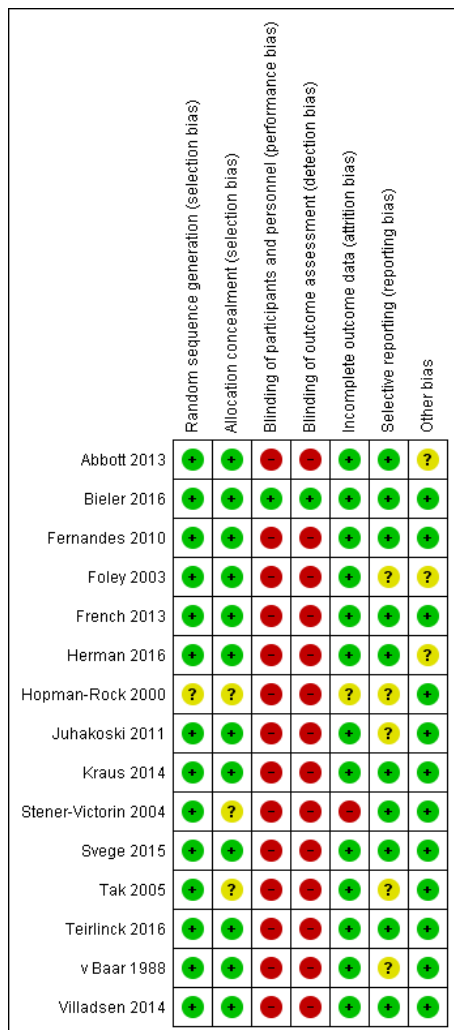 Random sequence generation (selection bias)
Allocation concealment (selection bias)
Blinding of participants and personnel (performance bias)
Blinding of outcome assessment (detection bias)
Incomplete outcome data (attrition bias)
Selective reporting (reporting bias)
Other bias
Abbott 2013 + + - - + + ?
Bieler 2016 + + + + + + +
Fernandes 2010 + + - - + + +
Foley 2003 + + - - + ? ?
French 2013 + + - - + + +
Herman 2016 + + - - + + ?
Hopman-Rock 2000 ? ? - - ? ? +
Juhakoski 2011 + + - - + ? +
Kraus 2014 + + - - + + +
Stener-Victorin 2004 + ? - - - + +
Svege 2015 + + - - + + +
Tak 2005 + ? - - + ? +
Teirlinck 2016 + + - - + + +
v Baar 1988 + + - - + ? +
Villadsen 2014 + + - - + + +